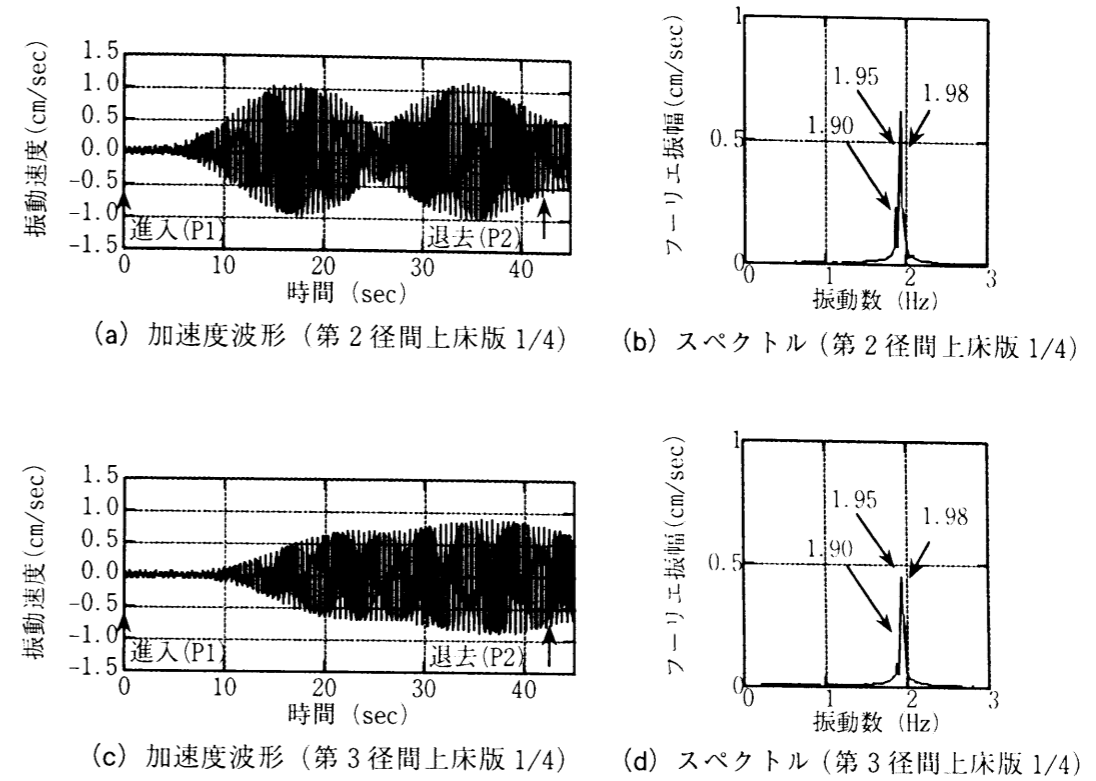 振動速度(cm/sec)
1.5
1.0
0.5
0.0
-0.5
-1.0
-1.5
進入(P1)
退去(P2)
0 10 20 30 40
時間 (sec)
(a) 加速度波形 (第2径間上床版 1/4)
フーリエ振幅(cm/sec)
1
0.5
0
1.95
1.98
1.90
0 1 2 3
振動数 (Hz)
(b) スペクトル (第2径間上床版 1/4)
振動速度(cm/sec)
1.5
1.0
0.5
0.0
-0.5
-1.0
-1.5
進入(P1)
退去(P2)
0 10 20 30 40
時間 (sec)
(c) 加速度波形 (第3径間上床版 1/4)
フーリエ振幅(cm/sec)
1
0.5
0
1.95
1.98
1.90
0 1 2 3
振動数 (Hz)
(d) スペクトル (第3径間上床版 1/4)